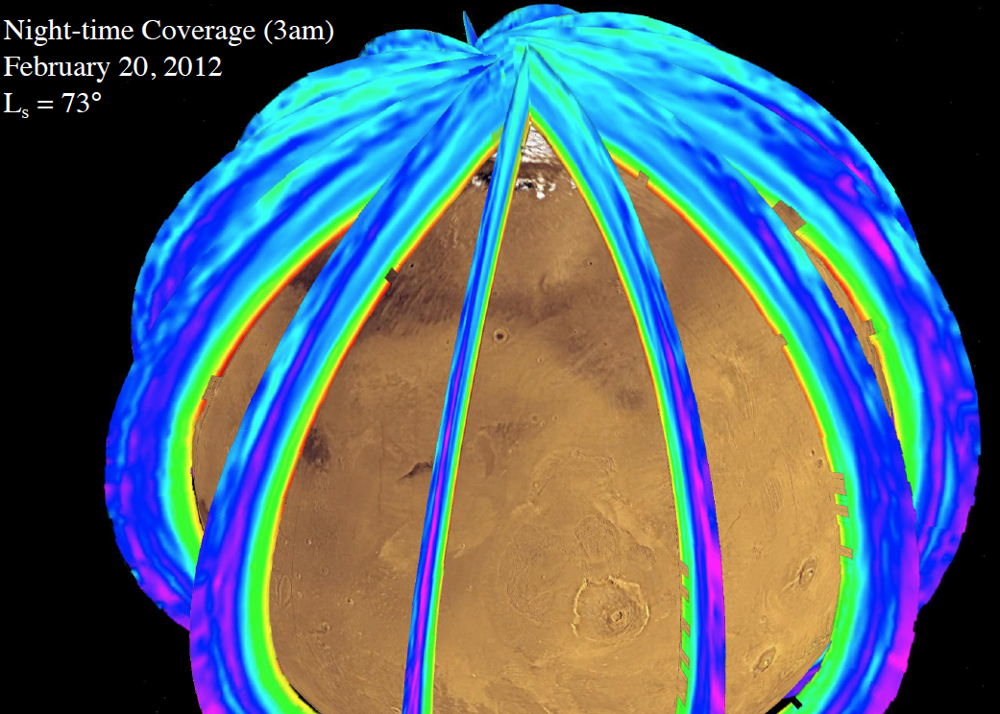 Night-time Coverage (3am)
February 20, 2012
Ls = 73°